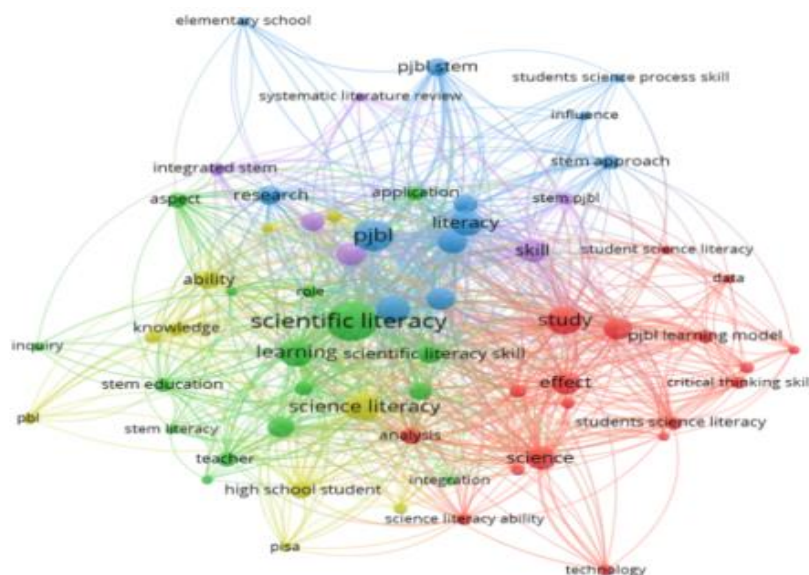 elementary school
pjbl stem
students science process skill
systematic literature review
influence
integrated stem
stem approach
aspect
research
application
stem pjbl
literacy
pjbl
skill
student science literacy
ability
role
data
scientific literacy
study
knowledge
pjbl learning model
inquiry
learning
scientific literacy skill
stem education
effect
critical thinking skill
pbl
science literacy
students science literacy
stem literacy
analysis
teacher
science
integration
high school student
science literacy ability
pisa
technology